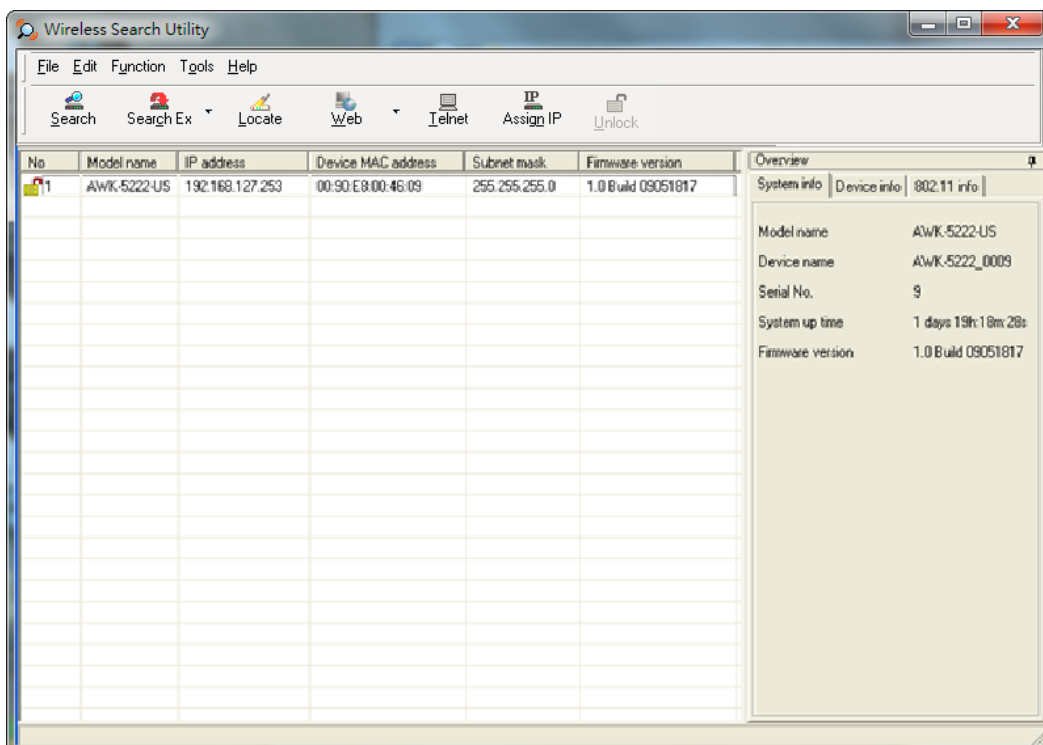 Wireless Search Utility
File Edit Function Tools Help
Search Search Ex Locate Web Telnet Assign IP Unlock
No Model name IP address Device MAC address Subnet mask Firmware version
1 AWK-5222-US 192.168.127.253 00:90:E8:00:46:09 255.255.255.0 1.0 Build 09051817
Overview
System info Device info 802.11 info
Model name AWK-5222-US
Device name AWK-5222_0009
Serial No. 9
System up time 1 days 19h:18m:28s
Firmware version 1.0 Build 09051817